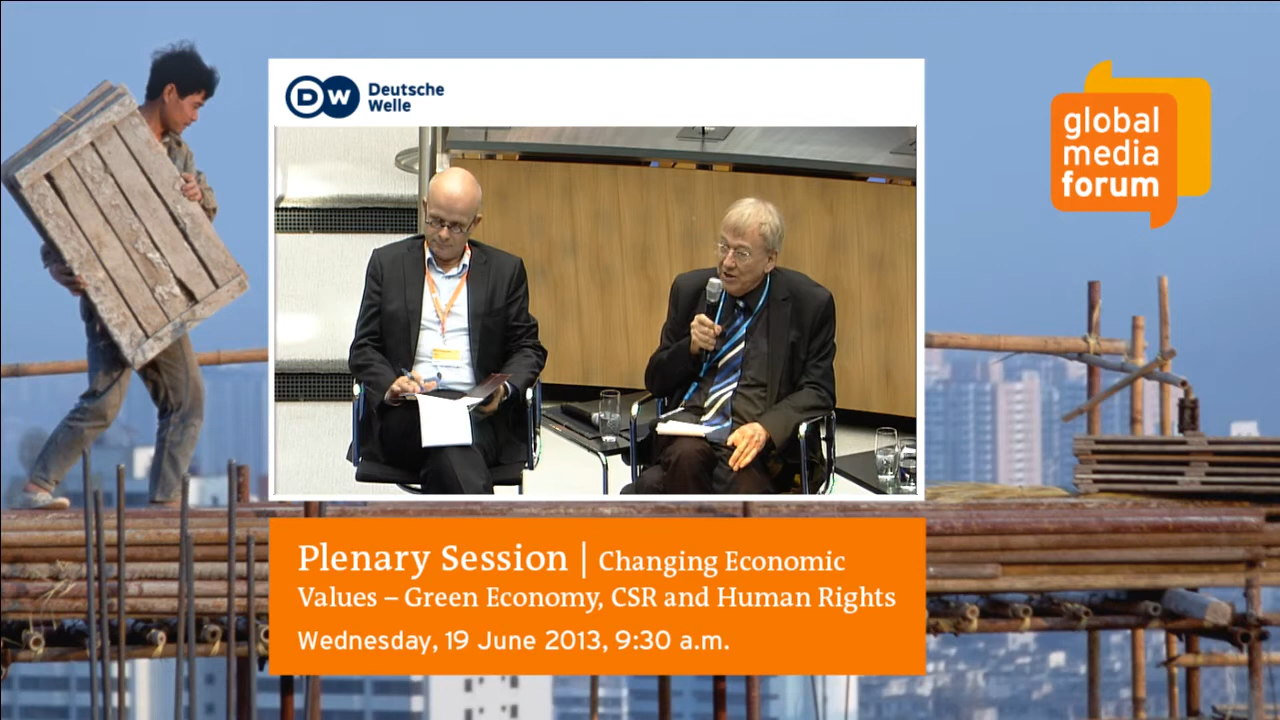 DW Deutsche
Welle
global
media
forum
Plenary Session | Changing Economic
Values – Green Economy, CSR and Human Rights
Wednesday, 19 June 2013, 9:30 a.m.